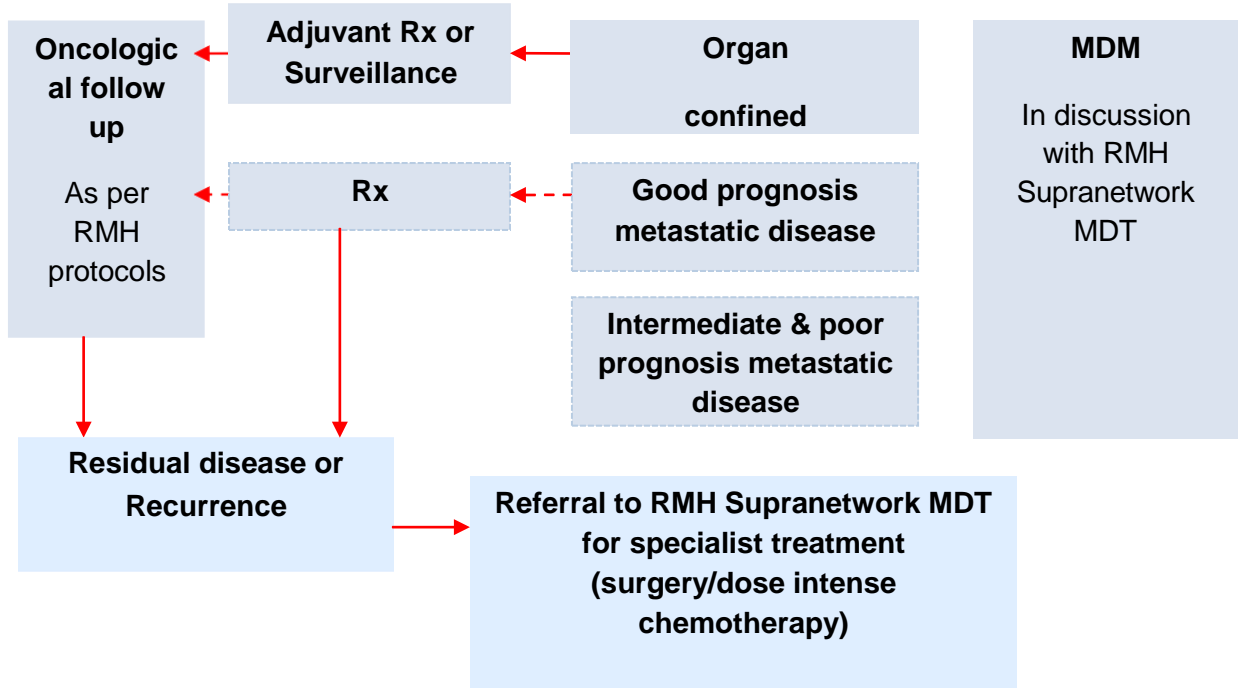 Oncologic
al follow
up
As per
RMH
protocols
Adjuvant Rx or
Surveillance
Organ
confined
MDM
In discussion
with RMH
Supranetwork
MDT
Rx
Good prognosis
metastatic disease
Intermediate & poor
prognosis metastatic
disease
Residual disease or
Recurrence
Referral to RMH Supranetwork MDT
for specialist treatment
(surgery/dose intense
chemotherapy)